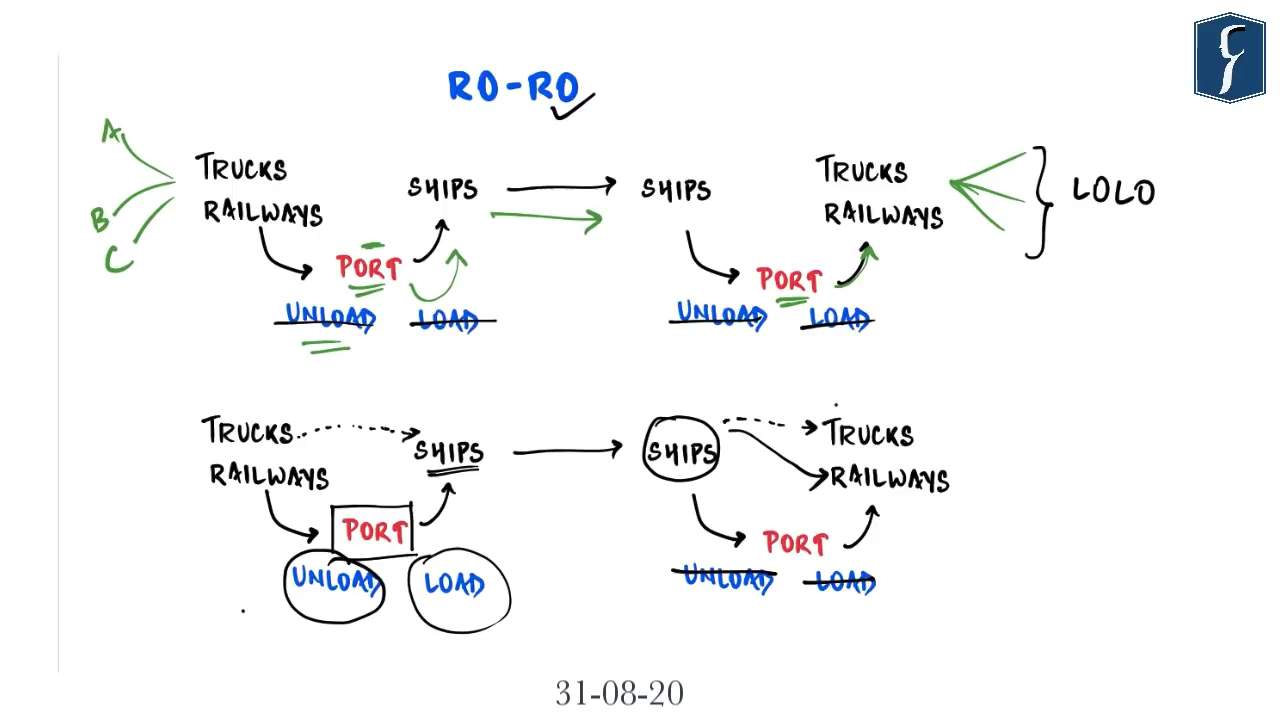 RO-RO
A
B
C
TRUCKS
RAILWAYS
SHIPS
PORT
UNLOAD LOAD
SHIPS
TRUCKS
RAILWAYS
PORT
UNLOAD LOAD
LOLO
TRUCKS
RAILWAYS
SHIPS
PORT
UNLOAD LOAD
SHIPS
TRUCKS
RAILWAYS
PORT
UNLOAD LOAD
31-08-20